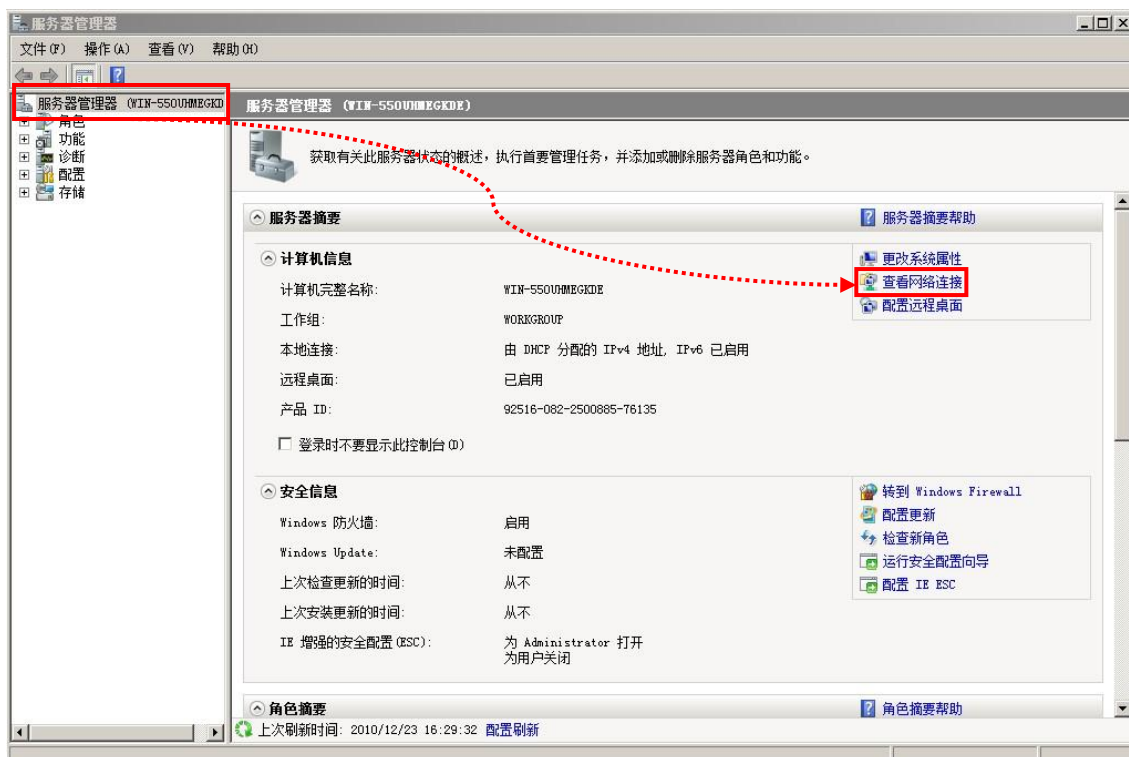 服务器管理器
文件(F) 操作(A) 查看(V) 帮助(H)
服务器管理器 (WIN-550UHMEGKD
角色
功能
诊断
配置
存储
服务器管理器 (WIN-550UHMEGKDE)
获取有关此服务器状态的概述，执行首要管理任务，并添加或删除服务器角色和功能。
服务器摘要
服务器摘要帮助
计算机信息
更改系统属性
查看网络连接
配置远程桌面
计算机完整名称: WIN-550UHMEGKDE
工作组: WORKGROUP
本地连接: 由 DHCP 分配的 IPv4 地址, IPv6 已启用
远程桌面: 已启用
产品 ID: 92516-082-2500885-76135
登录时不要显示此控制台(D)
安全信息
转到 Windows Firewall
配置更新
检查新角色
运行安全配置向导
配置 IE ESC
Windows 防火墙: 启用
Windows Update: 未配置
上次检查更新的时间: 从不
上次安装更新的时间: 从不
IE 增强的安全配置(ESC): 为 Administrator 打开
为用户关闭
角色摘要
角色摘要帮助
上次刷新时间: 2010/12/23 16:29:32 配置刷新